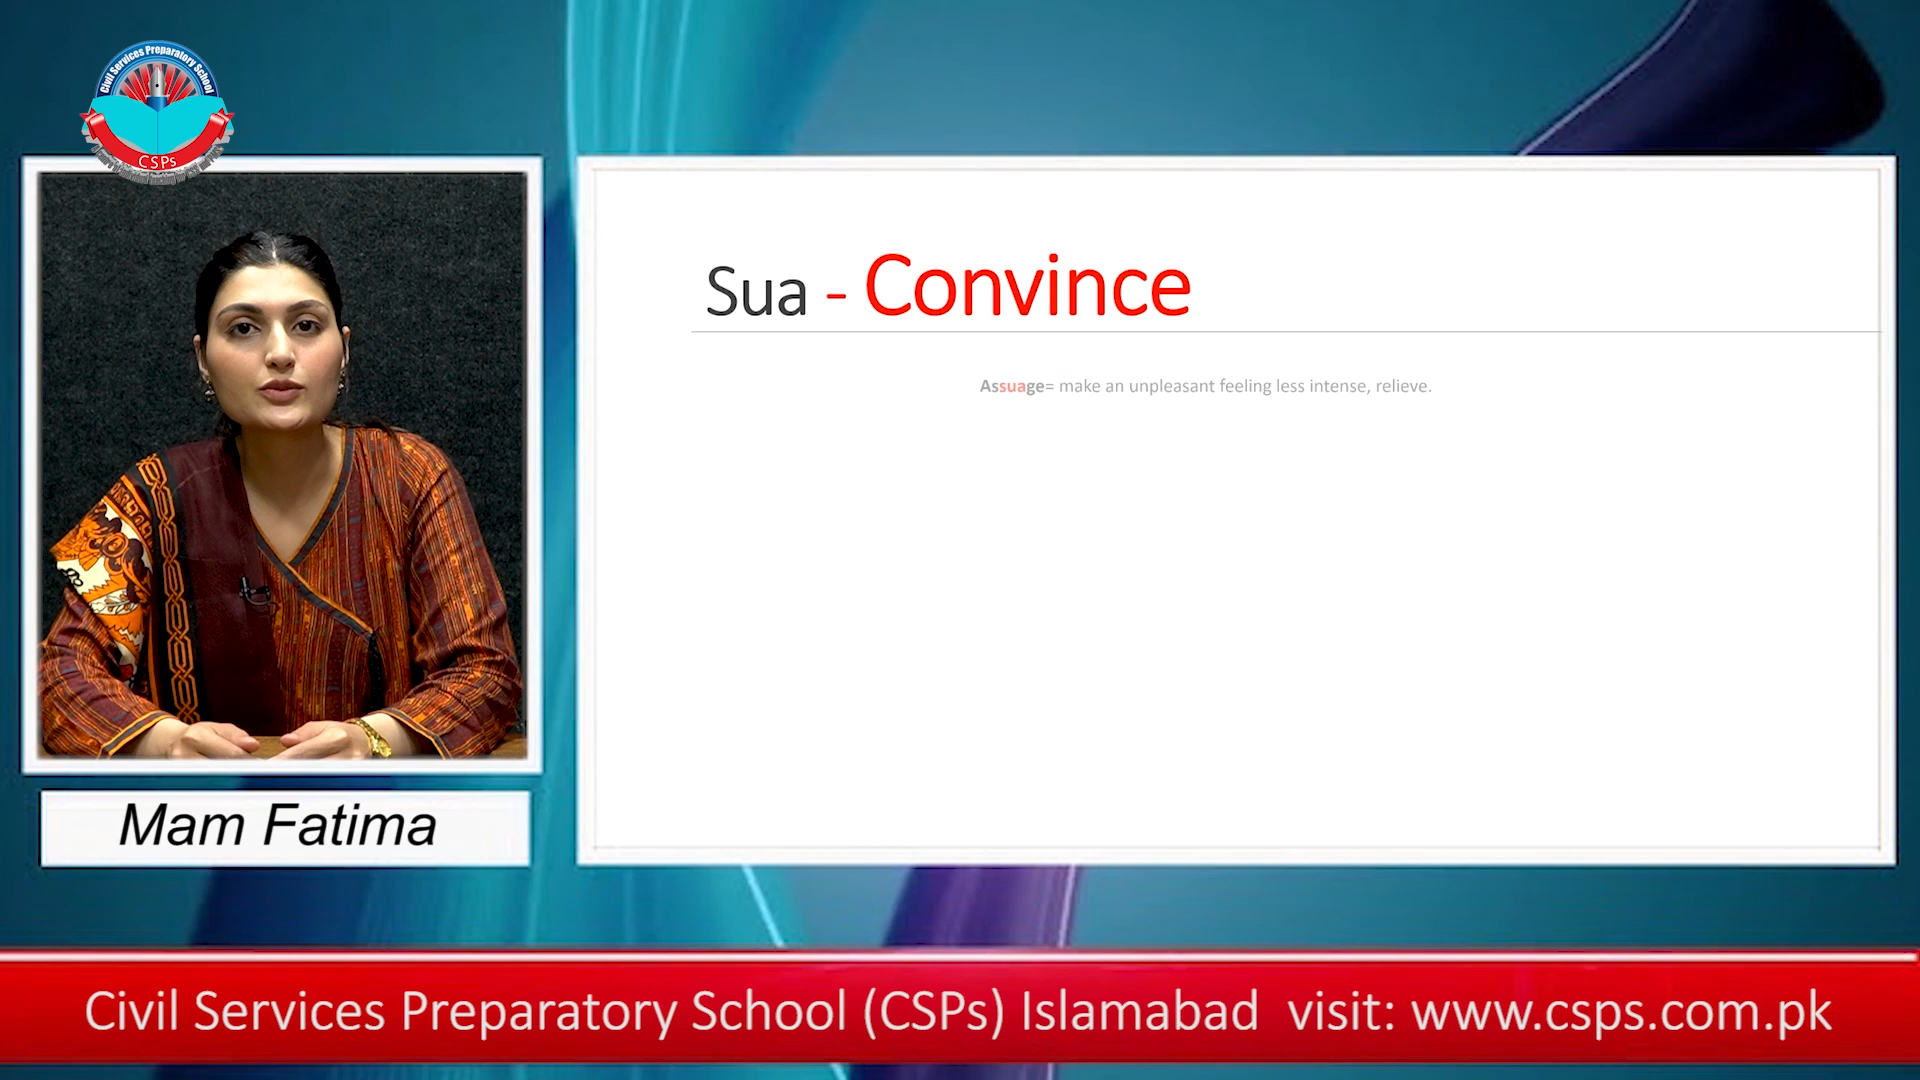 Civil Services Preparatory School
CSPs
Sua - Convince
Assuage= make an unpleasant feeling less intense, relieve.
Mam Fatima
Civil Services Preparatory School (CSPs) Islamabad visit: www.csps.com.pk